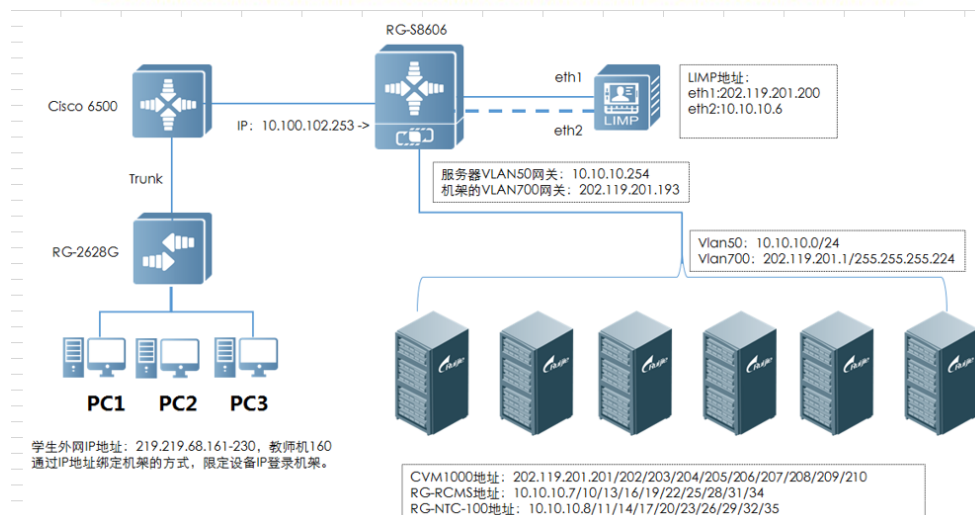 RG-S8606
Cisco 6500
IP：10.100.102.253 ->
eth1
eth2
LIMP
LIMP地址：
eth1:202.119.201.200
eth2:10.10.10.6
Trunk
服务器VLAN50网关：10.10.10.254
机架的VLAN700网关：202.119.201.193
RG-2628G
Vlan50：10.10.10.0/24
Vlan700：202.119.201.1/255.255.255.224
Ruijie
Ruijie
Ruijie
Ruijie
Ruijie
Ruijie
PC1
PC2
PC3
学生外网IP地址：219.219.68.161-230，教师机160
通过IP地址绑定机架的方式，限定设备IP登录机架。
CVM1000地址：202.119.201.201/202/203/204/205/206/207/208/209/210
RG-RCMS地址：10.10.10.7/10/13/16/19/22/25/28/31/34
RG-NTC-100地址：10.10.10.8/11/14/17/20/23/26/29/32/35